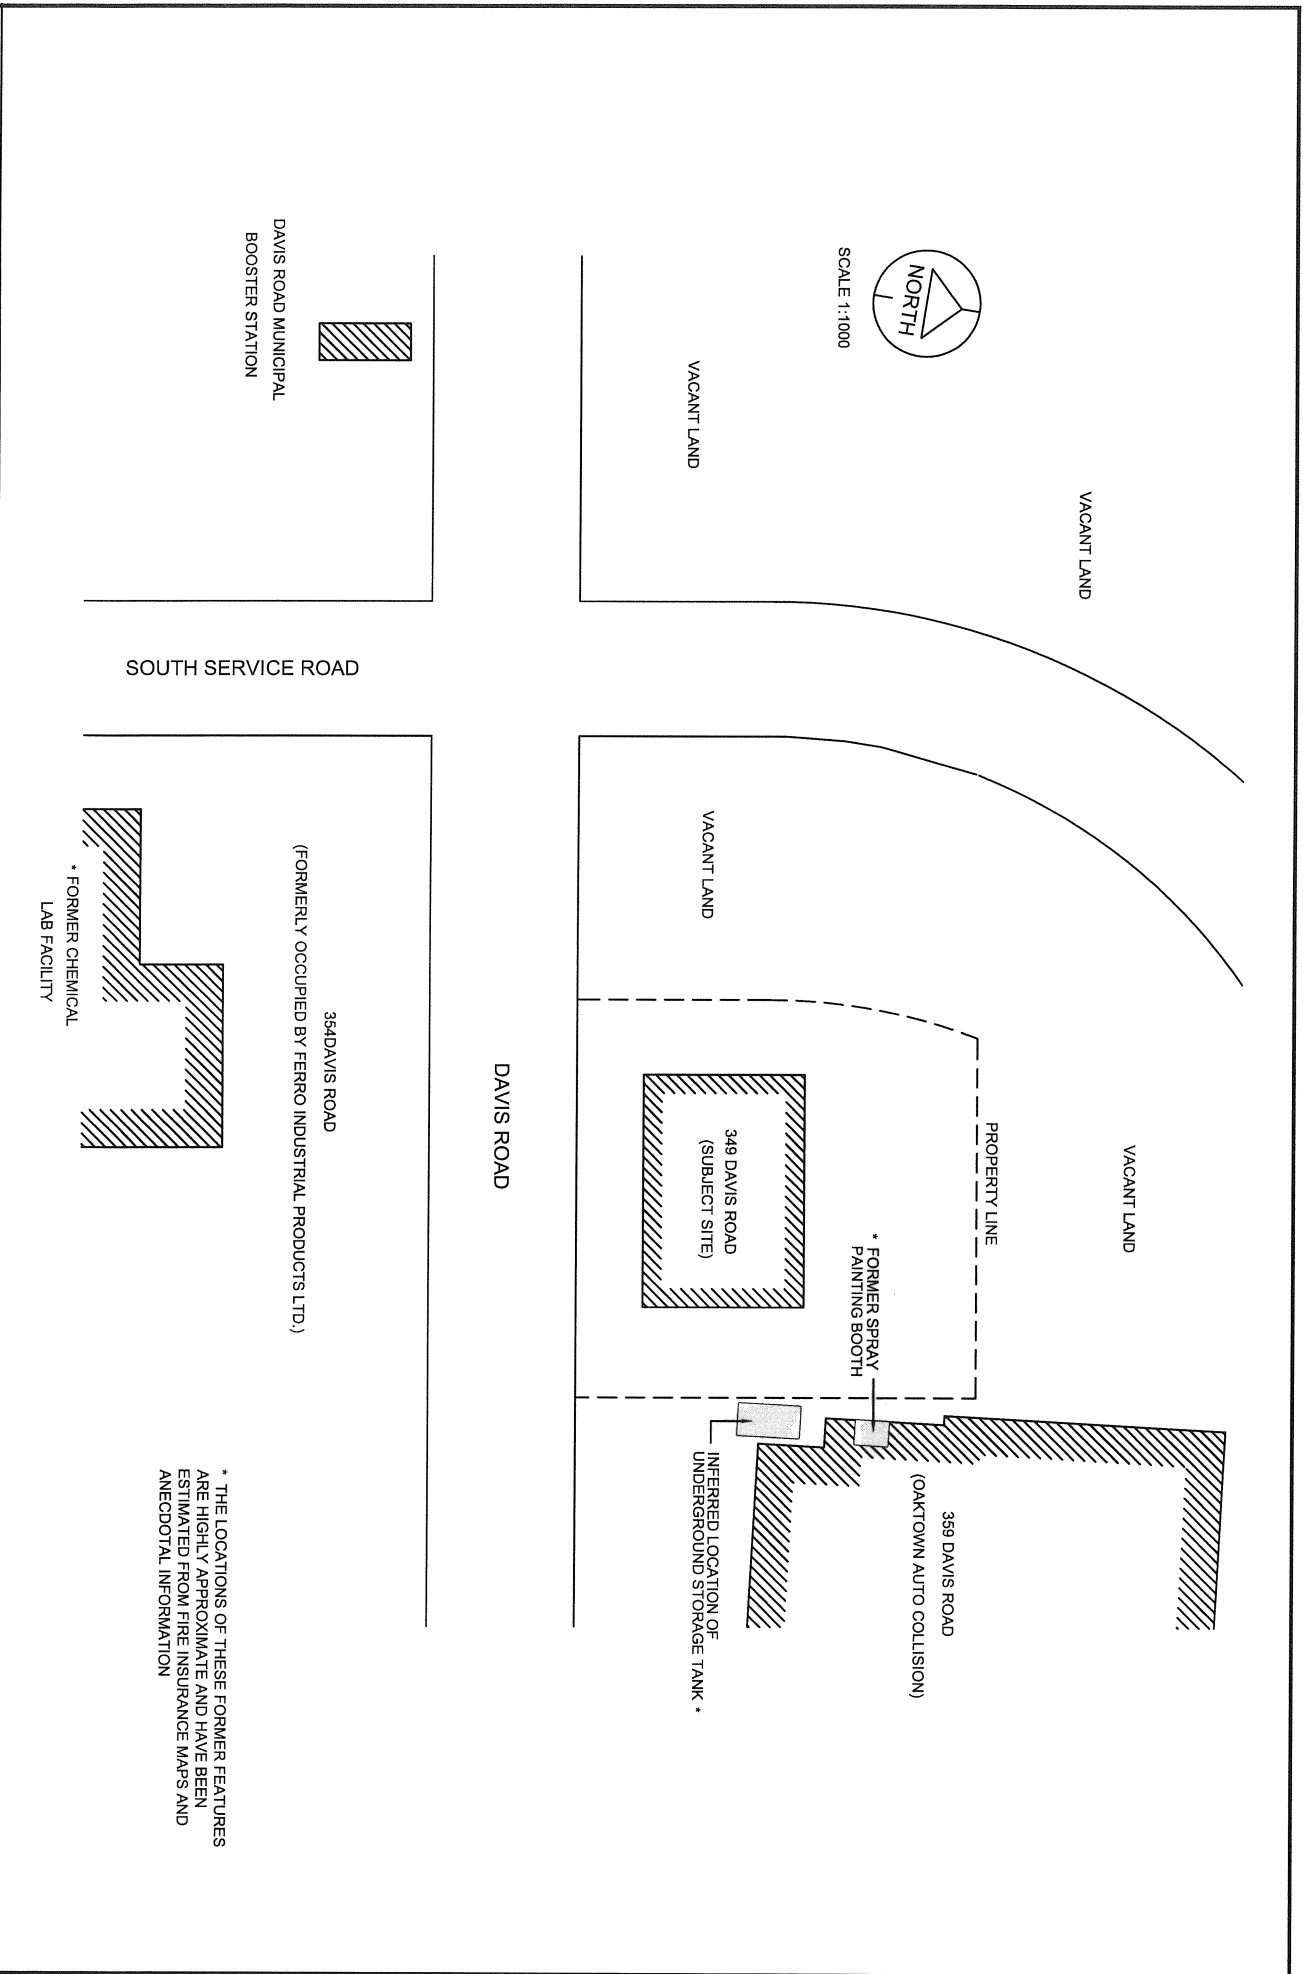 NORTH
SCALE 1:1000
VACANT LAND
VACANT LAND
DAVIS ROAD MUNICIPAL
BOOSTER STATION
SOUTH SERVICE ROAD
VACANT LAND
VACANT LAND
PROPERTY LINE
349 DAVIS ROAD
(SUBJECT SITE)
* FORMER SPRAY
PAINTING BOOTH
359 DAVIS ROAD
(OAKTOWN AUTO COLLISION)
INFERRED LOCATION OF
UNDERGROUND STORAGE TANK *
DAVIS ROAD
354DAVIS ROAD
(FORMERLY OCCUPIED BY FERRO INDUSTRIAL PRODUCTS LTD.)
* FORMER CHEMICAL
LAB FACILITY
* THE LOCATIONS OF THESE FORMER FEATURES
ARE HIGHLY APPROXIMATE AND HAVE BEEN
ESTIMATED FROM FIRE INSURANCE MAPS AND
ANECDOTAL INFORMATION